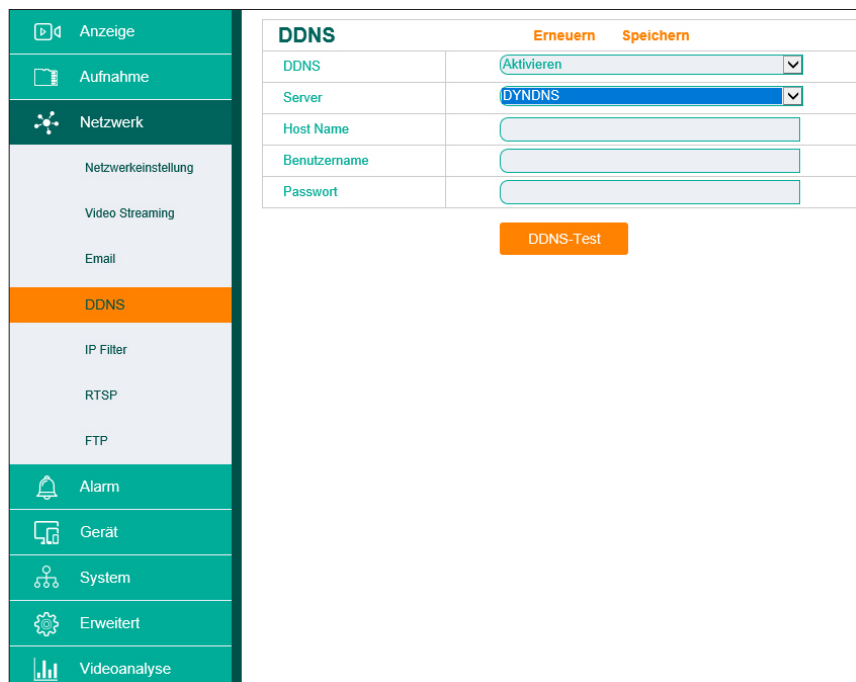 Anzeige
Aufnahme
Netzwerk
Netzwerkeinstellung
Video Streaming
Email
DDNS
IP Filter
RTSP
FTP
Alarm
Gerät
System
Erweitert
Videoanalyse
DDNS Erneuern Speichern
DDNS Aktivieren
Server DYNDNS
Host Name
Benutzername
Passwort
DDNS-Test